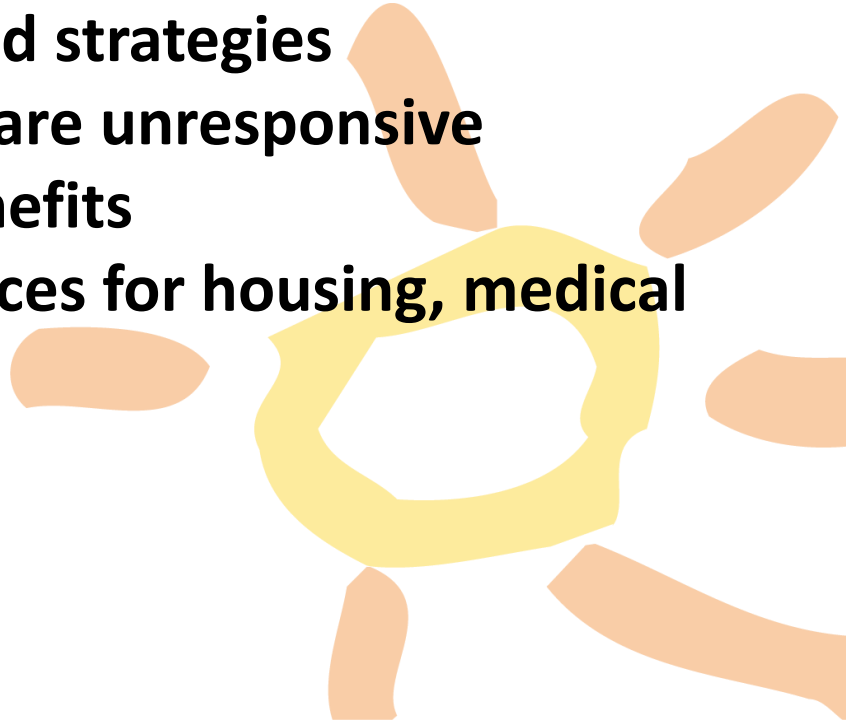 d strategies
are unresponsive
nefits
ces for housing, medical